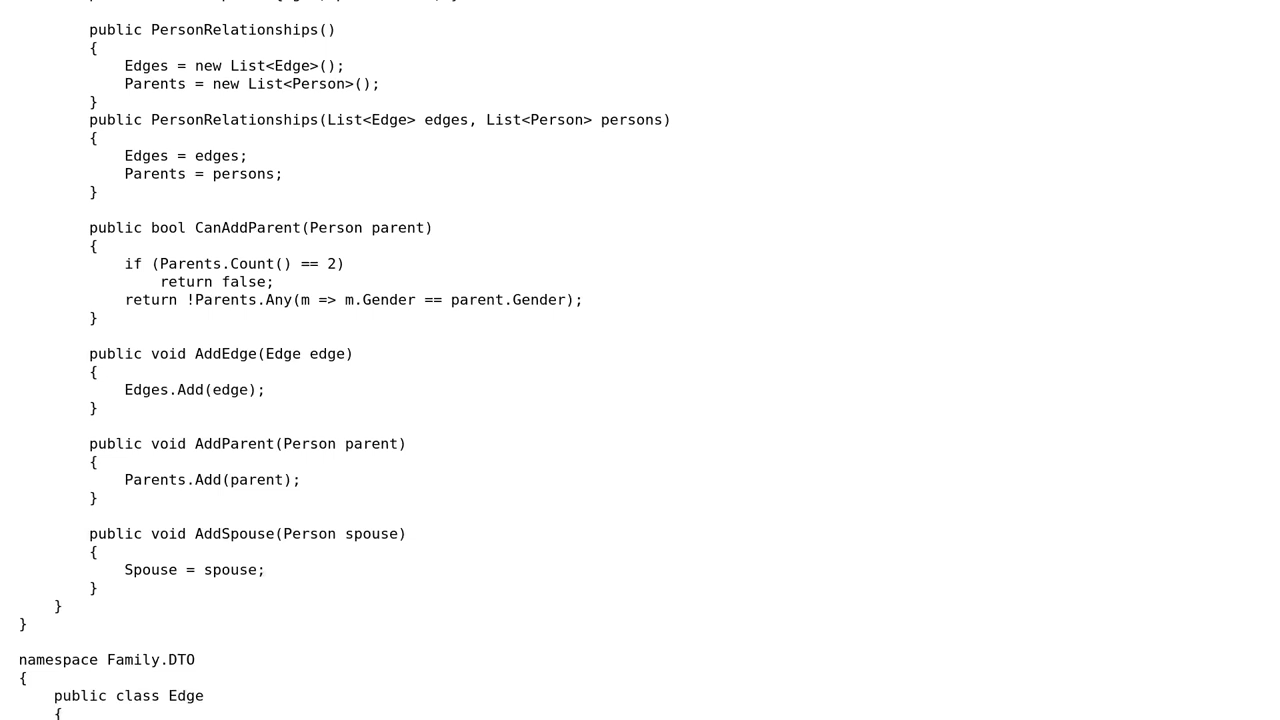 public PersonRelationships()
{
Edges = new List<Edge>();
Parents = new List<Person>();
}
public PersonRelationships(List<Edge> edges, List<Person> persons)
{
Edges = edges;
Parents = persons;
}
public bool CanAddParent(Person parent)
{
if (Parents.Count() == 2)
return false;
return !Parents.Any(m => m.Gender == parent.Gender);
}
public void AddEdge(Edge edge)
{
Edges.Add(edge);
}
public void AddParent(Person parent)
{
Parents.Add(parent);
}
public void AddSpouse(Person spouse)
{
Spouse = spouse;
}
}
}
namespace Family.DTO
{
public class Edge
{